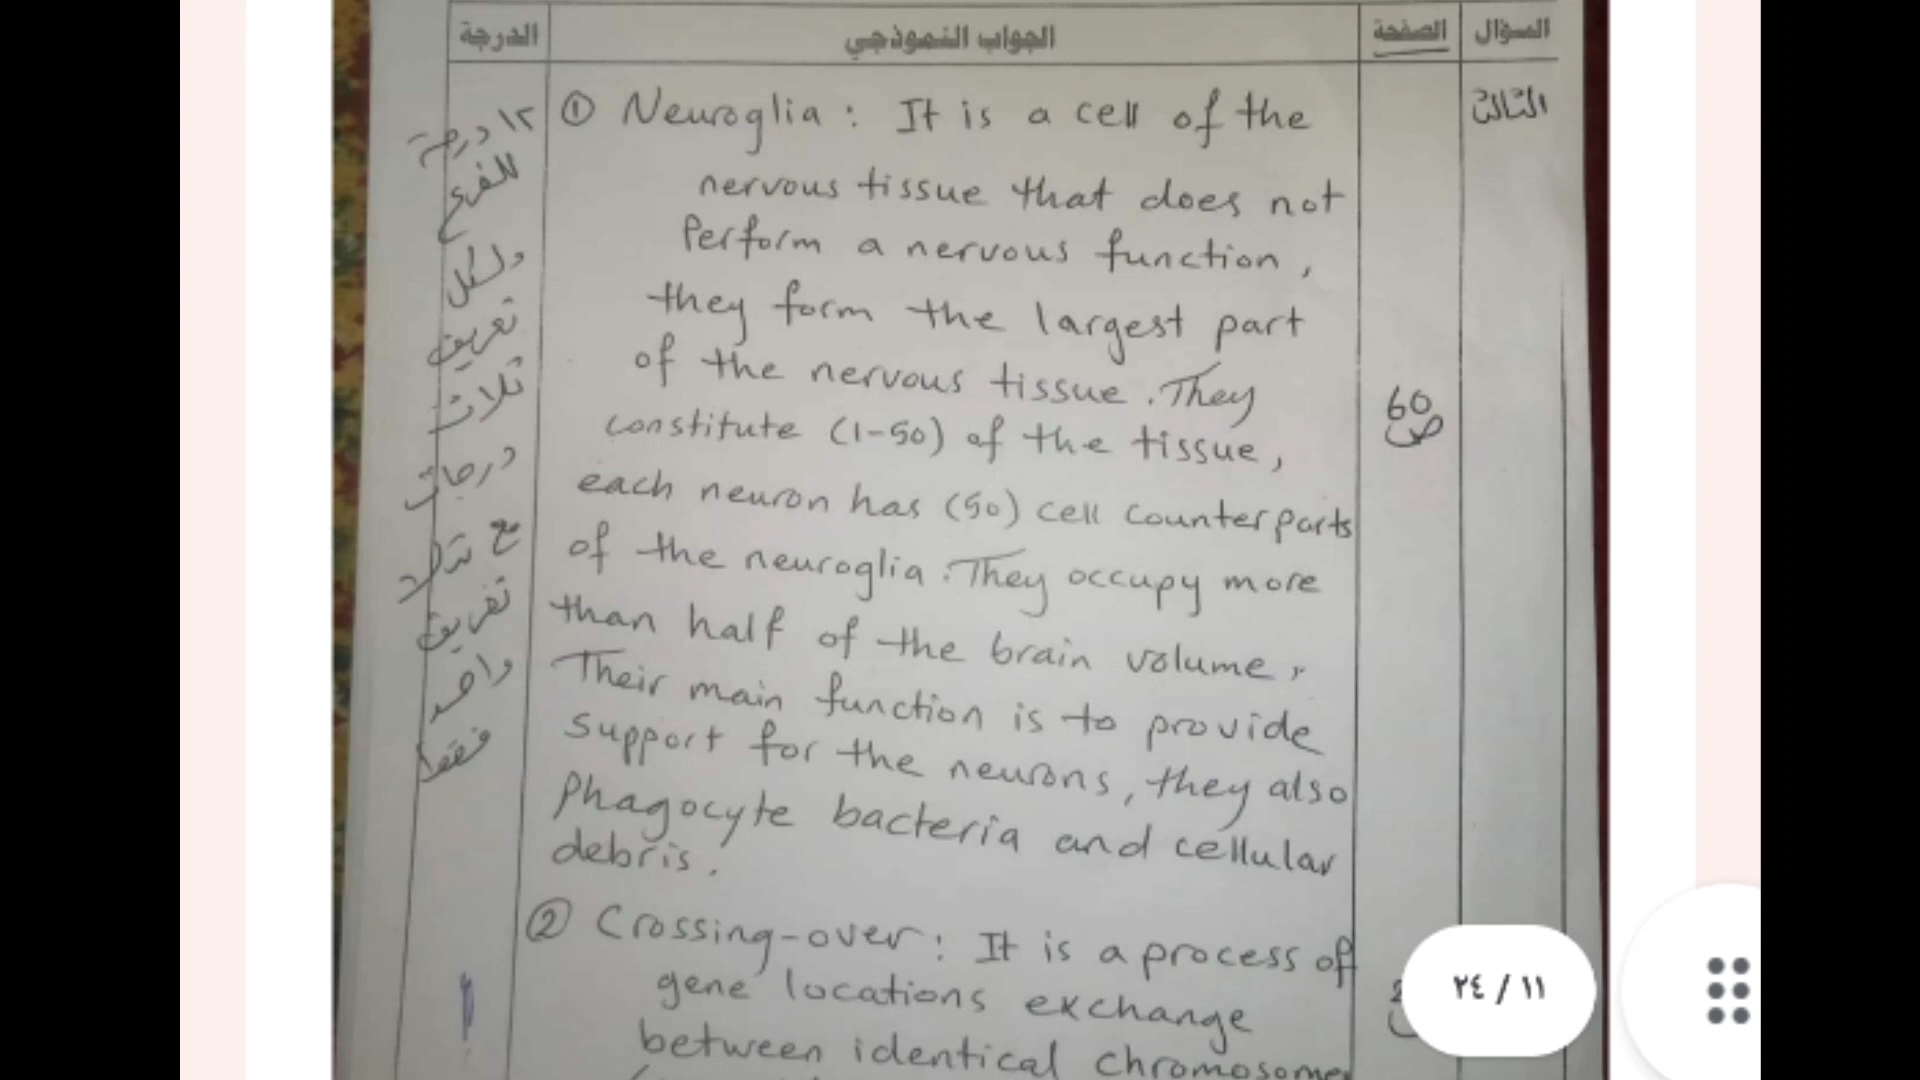 السؤال الصفحة الجواب النموذجي الدرجة
الثالث
① Neuroglia : It is a cell of the
nervous tissue that does not
Perform a nervous function,
they form the largest part
of the nervous tissue. They
constitute (1-50) of the tissue,
each neuron has (50) cell counterparts
of the neuroglia. They occupy more
than half of the brain volume.
Their main function is to provide
support for the neurons, they also
Phagocyte bacteria and cellular
debris.
② Crossing-over: It is a process of
gene locations exchange
between identical chromosomes
ص 60
١٢ درجة
للفرع
ولكل
تعريف
ثلاث
درجات
مع ترك
تعريف
واحد
فقط
١١ / ٢٤